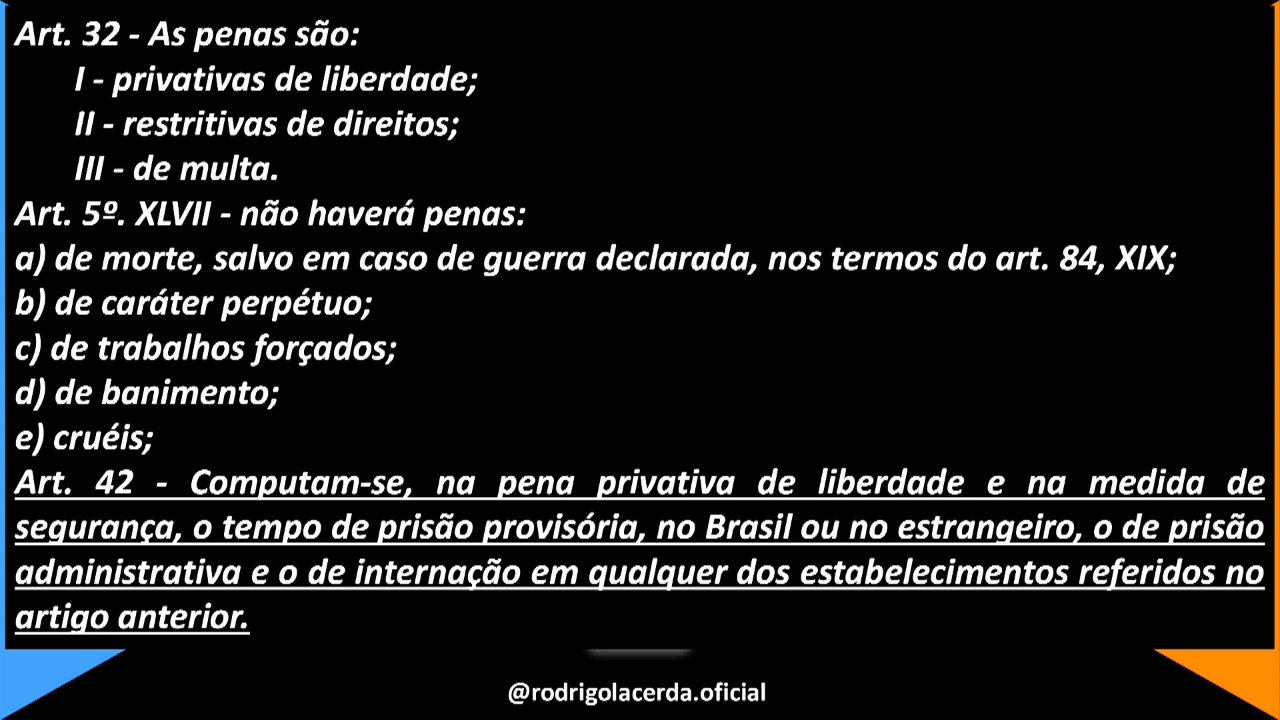 Art. 32 - As penas são:
I - privativas de liberdade;
II - restritivas de direitos;
III - de multa.
Art. 5º. XLVII - não haverá penas:
a) de morte, salvo em caso de guerra declarada, nos termos do art. 84, XIX;
b) de caráter perpétuo;
c) de trabalhos forçados;
d) de banimento;
e) cruéis;
Art. 42 - Computam-se, na pena privativa de liberdade e na medida de
segurança, o tempo de prisão provisória, no Brasil ou no estrangeiro, o de prisão
administrativa e o de internação em qualquer dos estabelecimentos referidos no
artigo anterior.
@rodrigolacerda.oficial